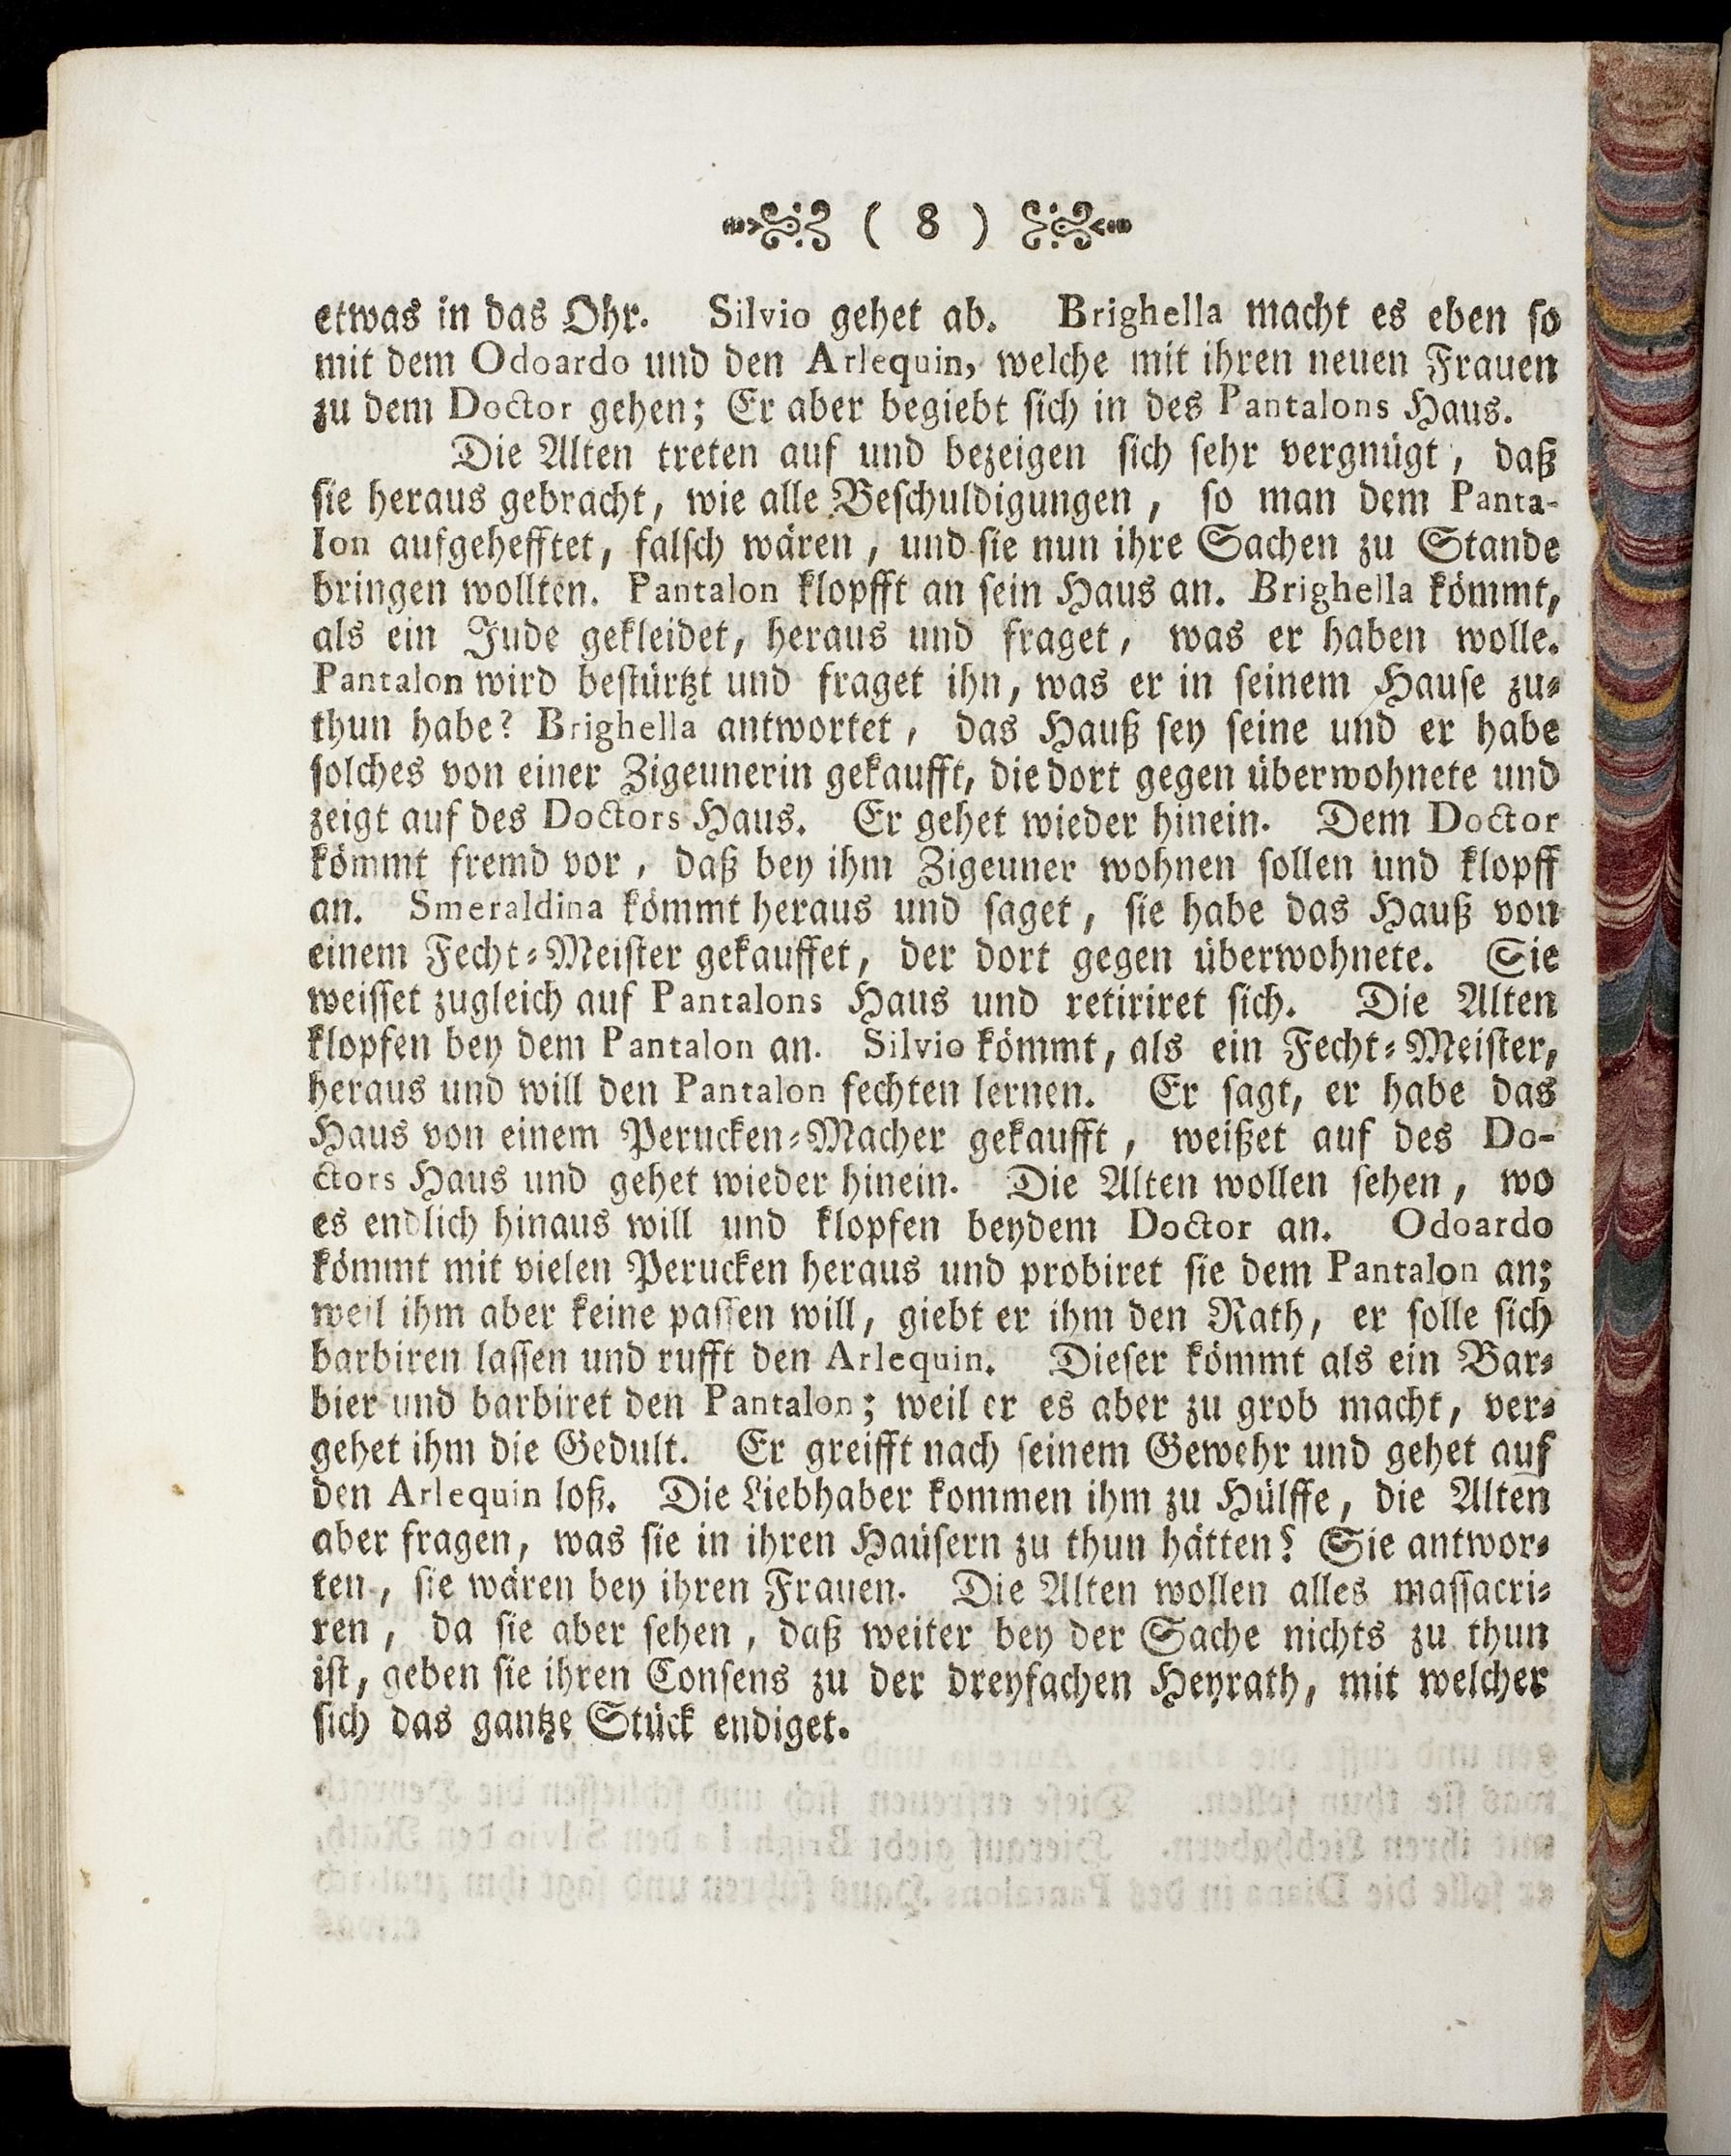 ( 8 )
etwas in das Ohr. Silvio gehet ab. Brighella macht es eben so
mit dem Odoardo und den Arlequin, welche mit ihren neuen Frauen
zu dem Doctor gehen; Er aber begiebt sich in des Pantalons Haus.
Die Alten treten auf und bezeigen sich sehr vergnügt, daß
sie heraus gebracht, wie alle Beschuldigungen, so man dem Panta-
lon aufgehefftet, falsch wären, und sie nun ihre Sachen zu Stande
bringen wollten. Pantalon klopfft an sein Haus an. Brighella kömmt,
als ein Jude gekleidet, heraus und fraget, was er haben wolle.
Pantalon wird bestürtzt und fraget ihn, was er in seinem Hause zu-
thun habe? Brighella antwortet, das Hauß sey seine und er habe
solches von einer Zigeunerin gekaufft, die dort gegen überwohnete und
zeigt auf des Doctors Haus. Er gehet wieder hinein. Dem Doctor
kömmt fremd vor, daß bey ihm Zigeuner wohnen sollen und klopff
an. Smeraldina kömmt heraus und saget, sie habe das Hauß von
einem Fecht-Meister gekauffet, der dort gegen überwohnete. Sie
weisset zugleich auf Pantalons Haus und retiriret sich. Die Alten
klopfen bey dem Pantalon an. Silvio kömmt, als ein Fecht-Meister,
heraus und will den Pantalon fechten lernen. Er sagt, er habe das
Haus von einem Perucken-Macher gekaufft, weißet auf des Do-
ctors Haus und gehet wieder hinein. Die Alten wollen sehen, wo
es endlich hinaus will und klopfen beydem Doctor an. Odoardo
kömmt mit vielen Perucken heraus und probiret sie dem Pantalon an;
weil ihm aber keine passen will, giebt er ihm den Rath, er solle sich
barbiren lassen und rufft den Arlequin. Dieser kömmt als ein Bar-
bier und barbiret den Pantalon; weil er es aber zu grob macht, ver-
gehet ihm die Gedult. Er greifft nach seinem Gewehr und gehet auf
den Arlequin loß. Die Liebhaber kommen ihm zu Hülffe, die Alten
aber fragen, was sie in ihren Haüsern zu thun hätten? Sie antwor-
ten, sie wären bey ihren Frauen. Die Alten wollen alles massacri-
ren, da sie aber sehen, daß weiter bey der Sache nichts zu thun
ist, geben sie ihren Consens zu der dreyfachen Heyrath, mit welcher
sich das gantze Stück endiget.